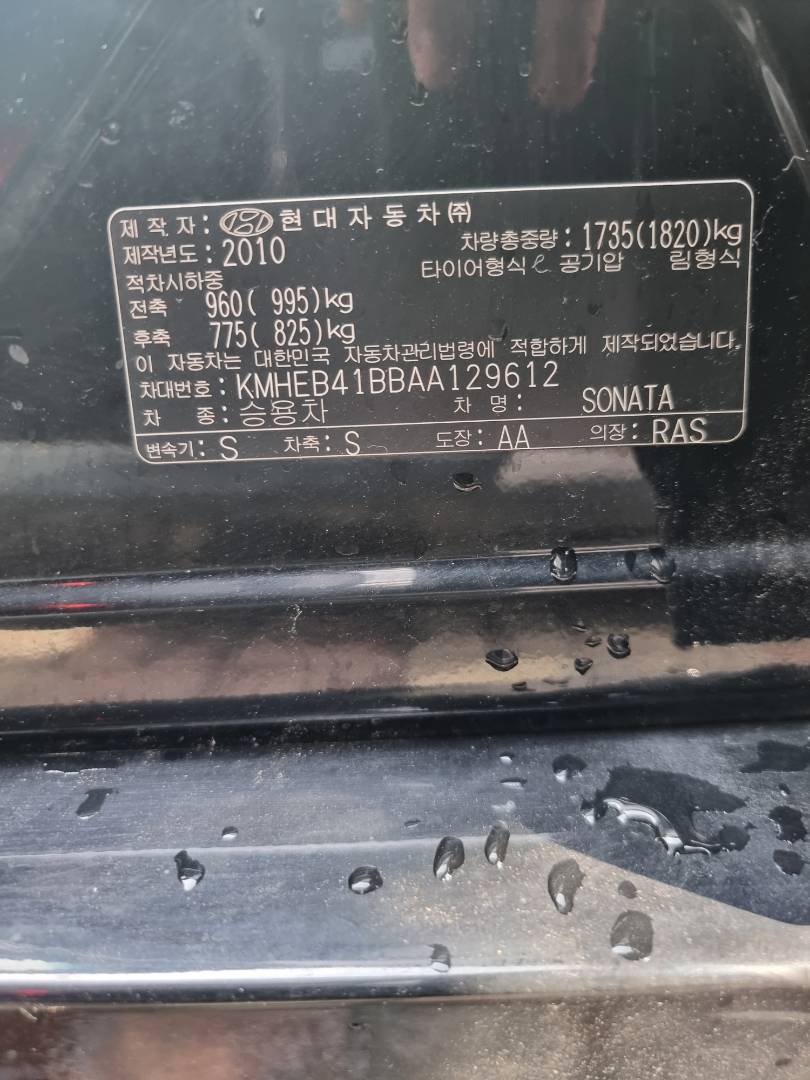 제 작 자 : 현 대 자 동 차 ㈜
제작년도 : 2010 차량총중량 : 1735(1820)kg
적차시하중 타이어형식 공기압 림형식
전축 960( 995)kg
후축 775( 825)kg
이 자동차는 대한민국 자동차관리법령에 적합하게 제작되었습니다.
차대번호 : KMHEB41BBAA129612
차 종 : 승용차 차 명 : SONATA
변속기 : S 차축 : S 도장 : AA 의장 : RAS